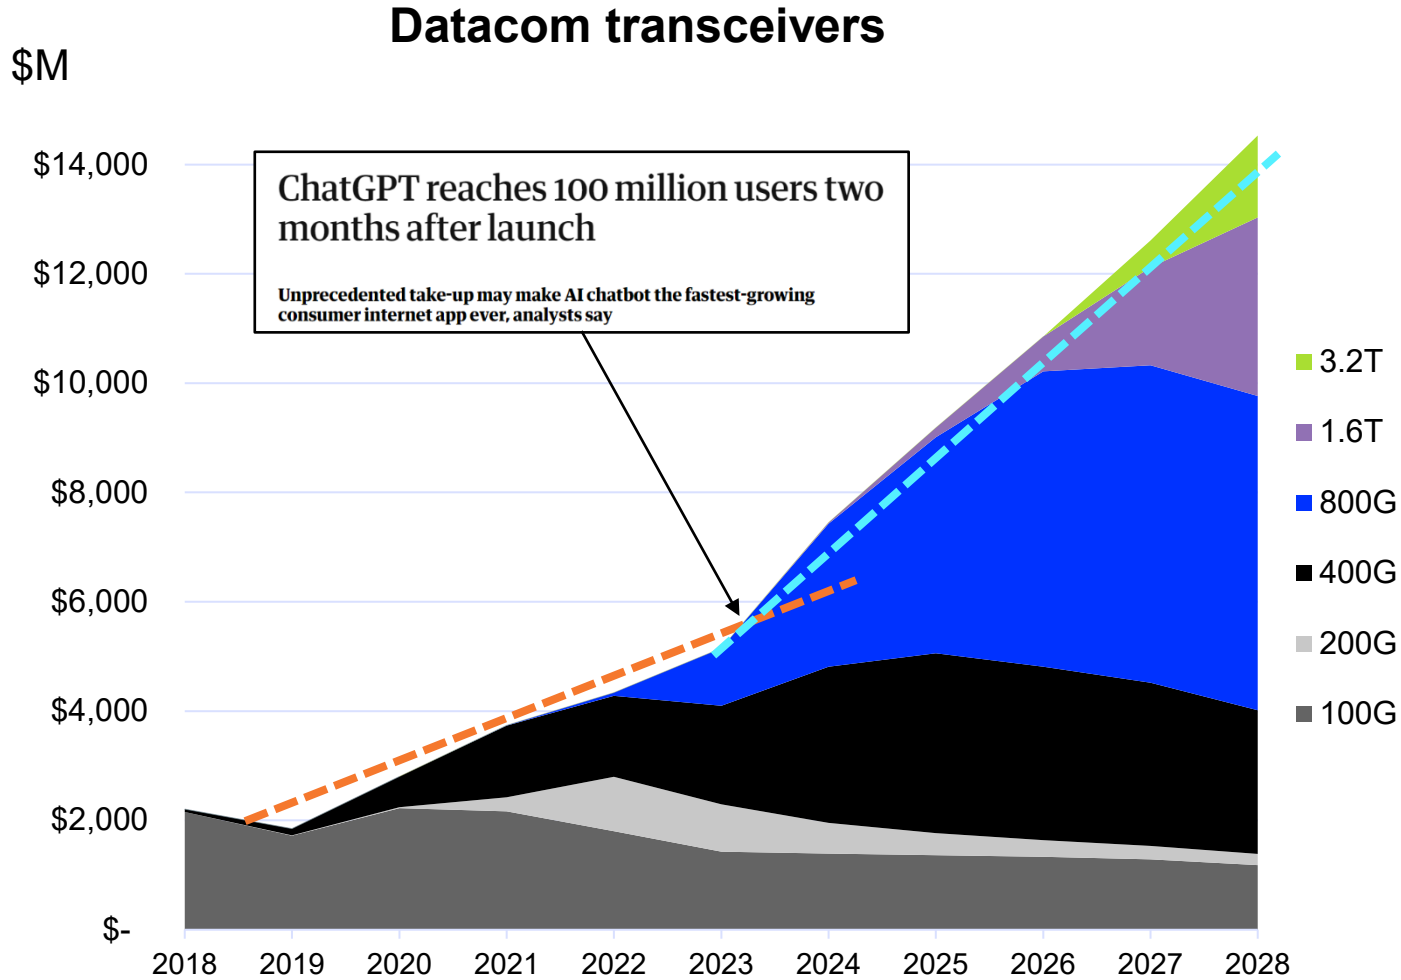 Datacom transceivers
$M
$14,000
$12,000
$10,000
$8,000
$6,000
$4,000
$2,000
$-
ChatGPT reaches 100 million users two
months after launch
Unprecedented take-up may make AI chatbot the fastest-growing
consumer internet app ever, analysts say
3.2T
1.6T
800G
400G
200G
100G
2018 2019 2020 2021 2022 2023 2024 2025 2026 2027 2028